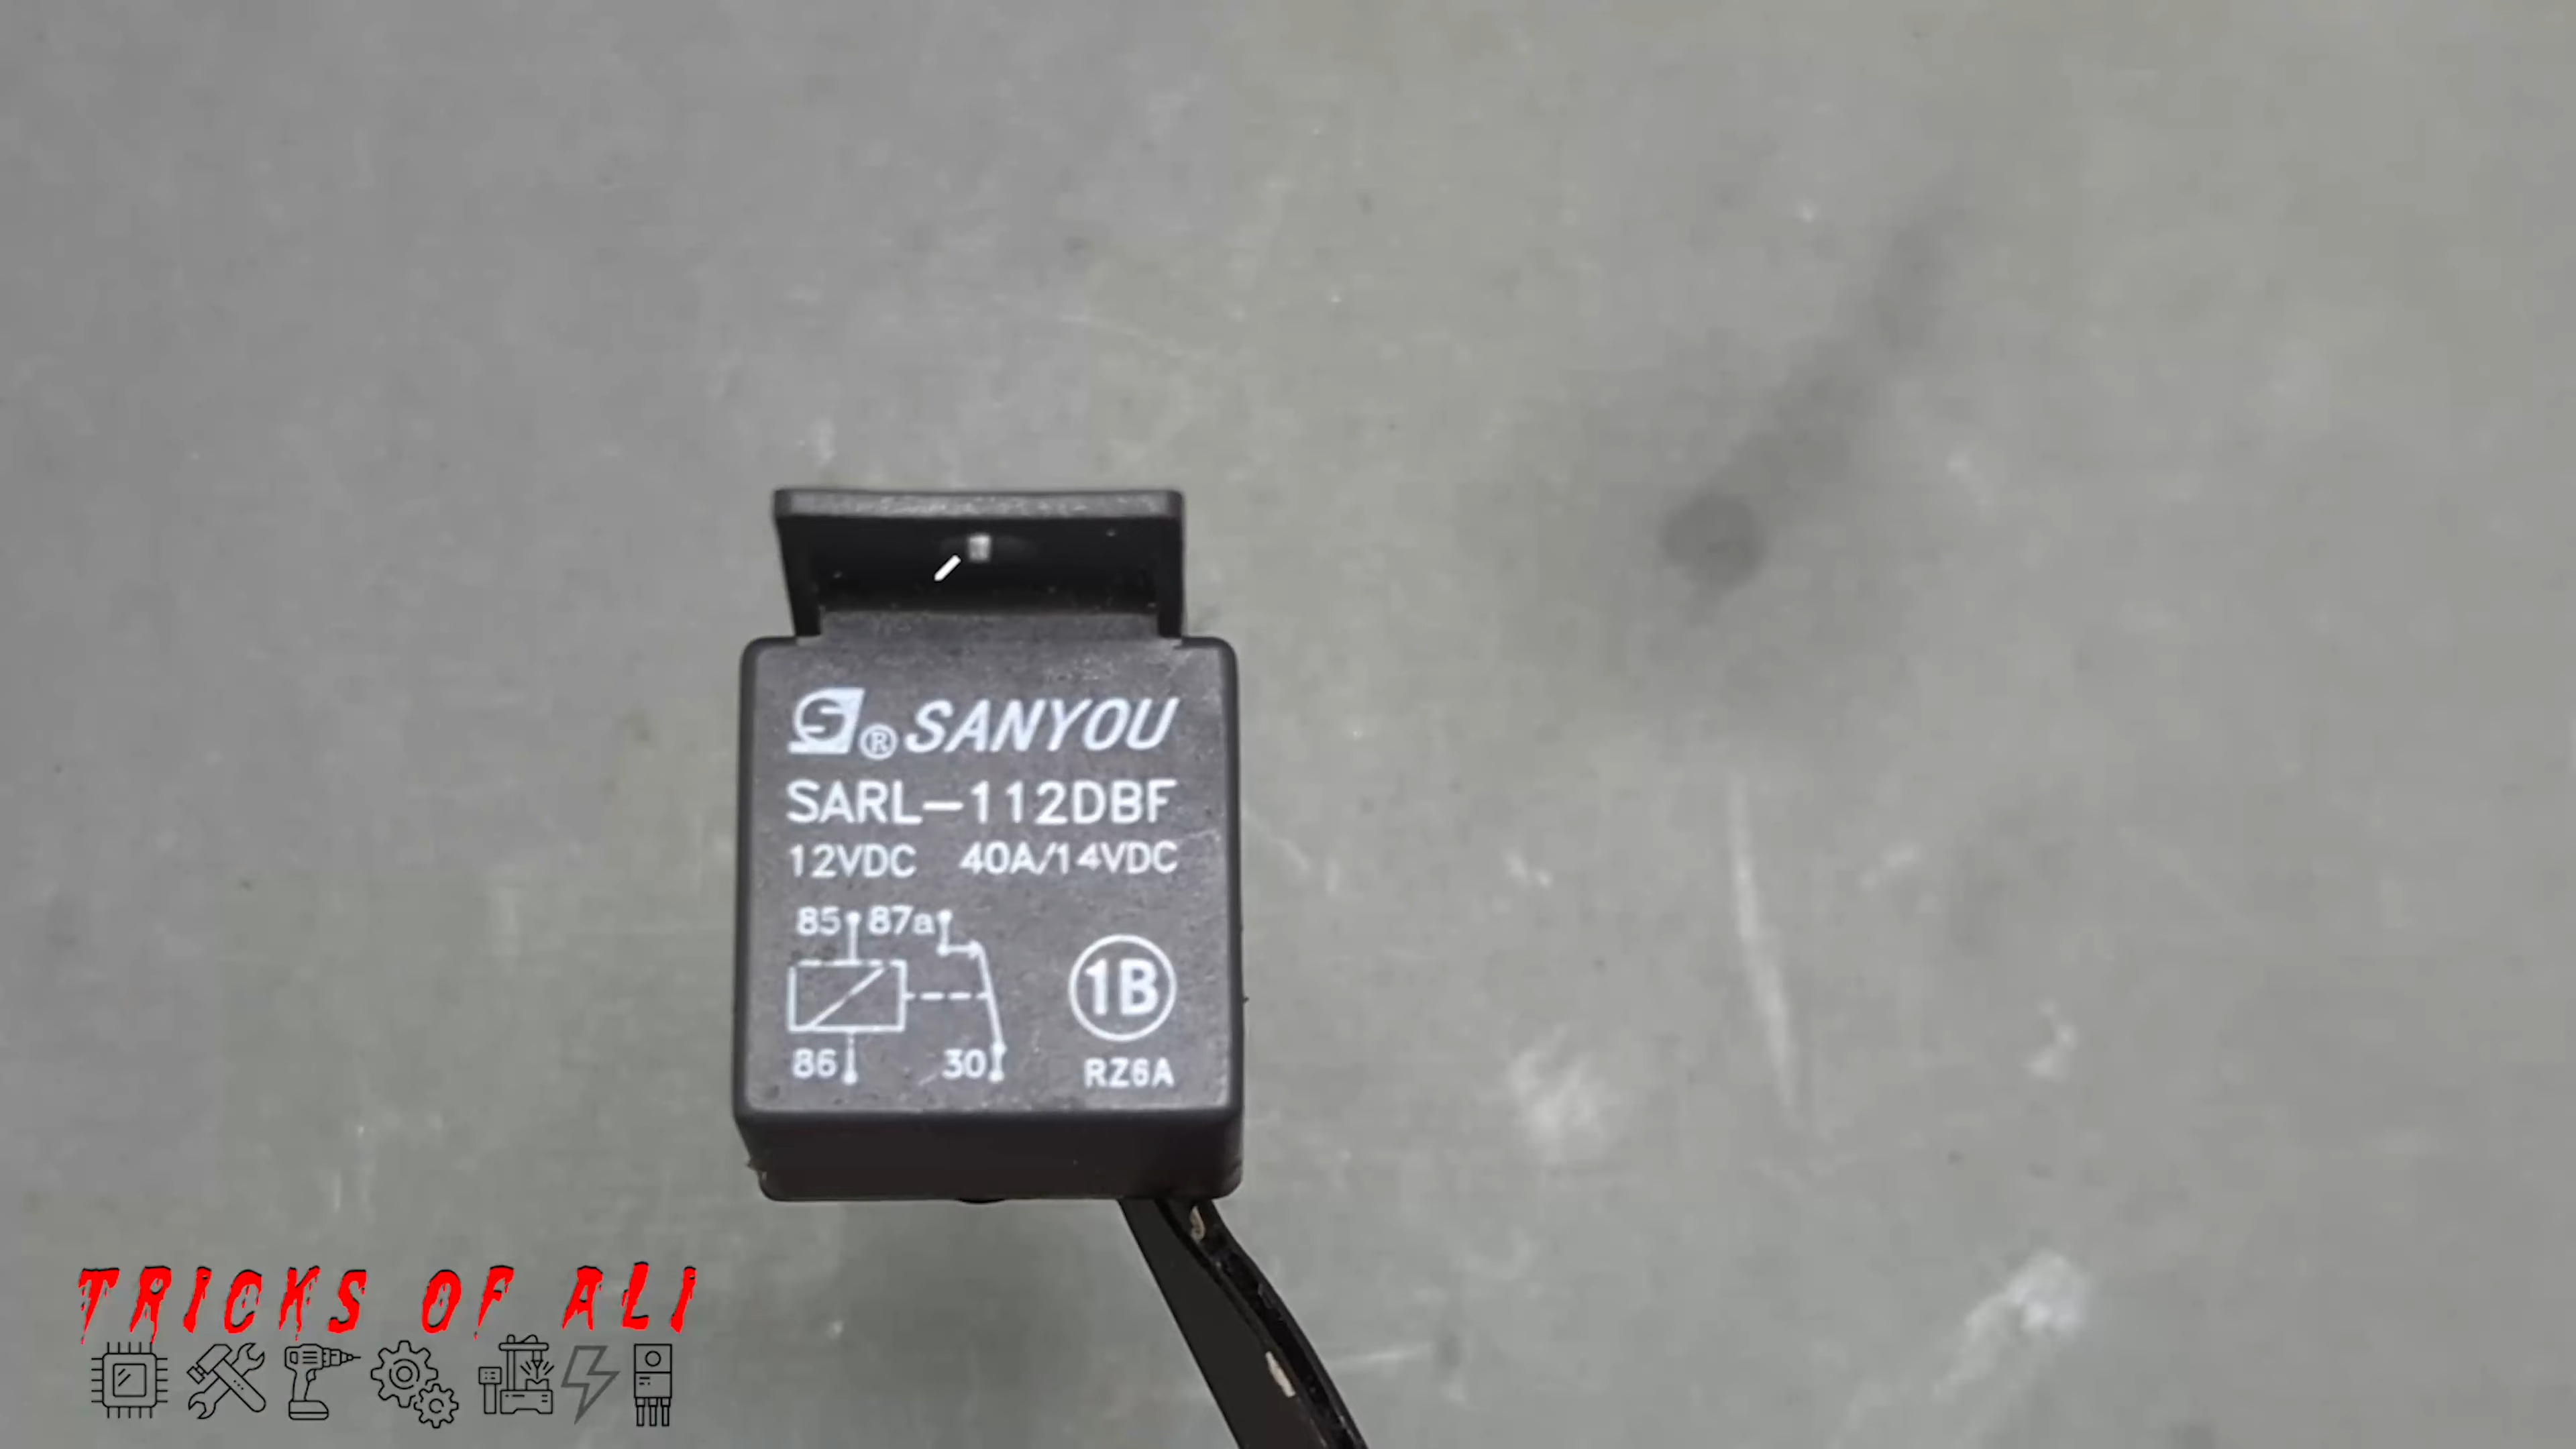 ® SANYOU
SARL-112DBF
12VDC 40A/14VDC
85 87a
1B
86 30 RZ6A
TRICKS OF ALI